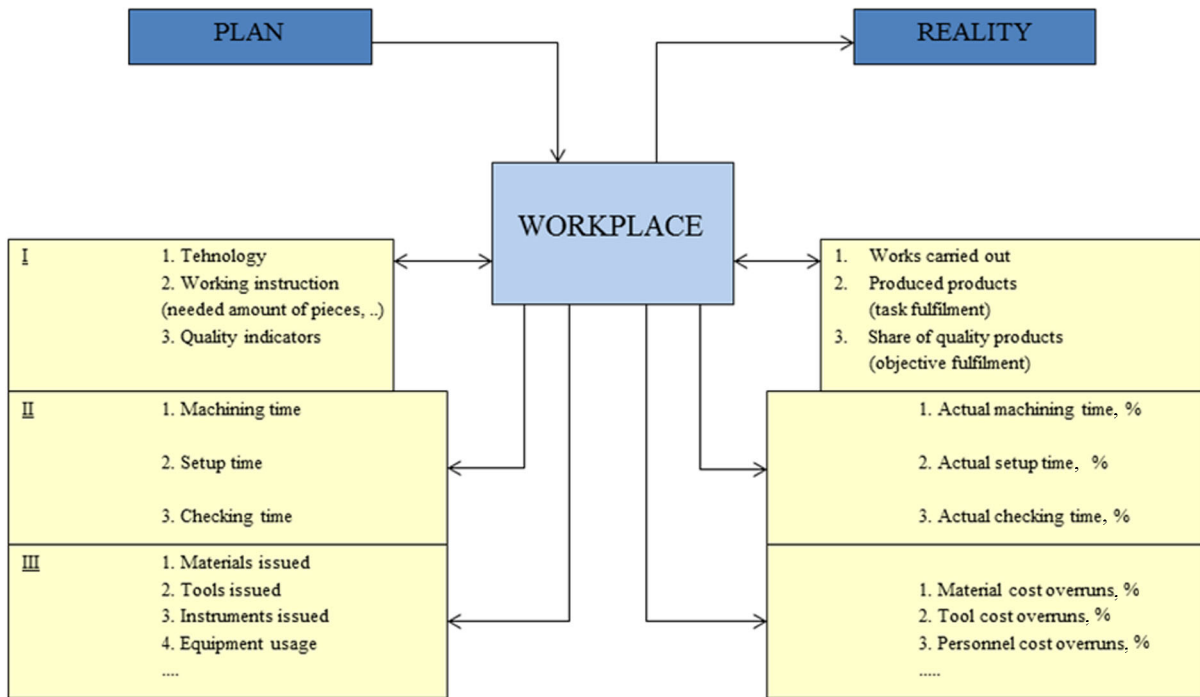 PLAN
REALITY
WORKPLACE
I
1. Tehnology
2. Working instruction
(needed amount of pieces, ..)
3. Quality indicators
1. Works carried out
2. Produced products
(task fulfilment)
3. Share of quality products
(objective fulfilment)
II
1. Machining time
2. Setup time
3. Checking time
1. Actual machining time, %
2. Actual setup time, %
3. Actual checking time, %
III
1. Materials issued
2. Tools issued
3. Instruments issued
4. Equipment usage
....
1. Material cost overruns, %
2. Tool cost overruns, %
3. Personnel cost overruns, %
.....